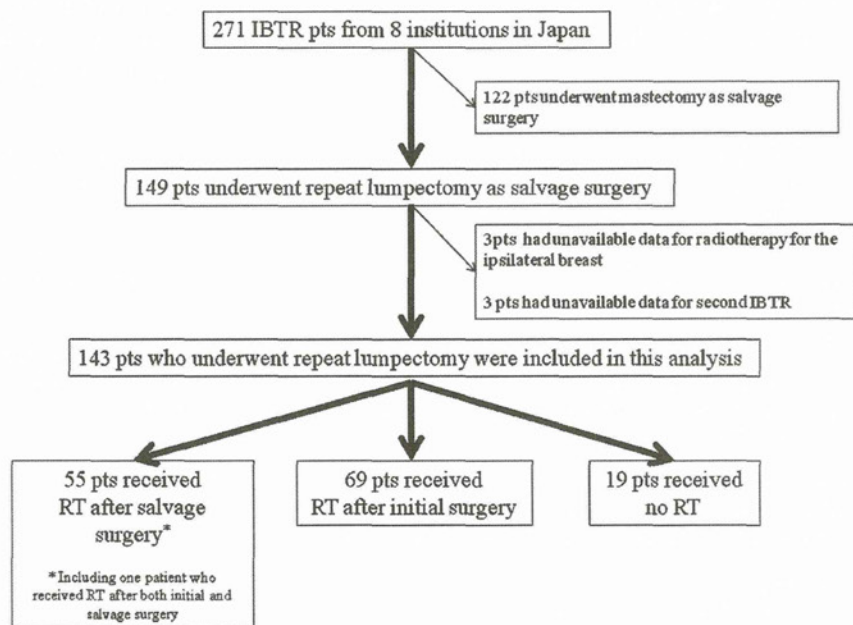 271 IBTR pts from 8 institutions in Japan
122 pts underwent mastectomy as salvage
surgery
149 pts underwent repeat lumpectomy as salvage surgery
3pts had unavailable data for radiotherapy for the
ipsilateral breast
3 pts had unavailable data for second IBTR
143 pts who underwent repeat lumpectomy were included in this analysis
55 pts received
RT after salvage
surgery*
*Including one patient who
received RT after both initial and
salvage surgery
69 pts received
RT after initial surgery
19 pts received
no RT